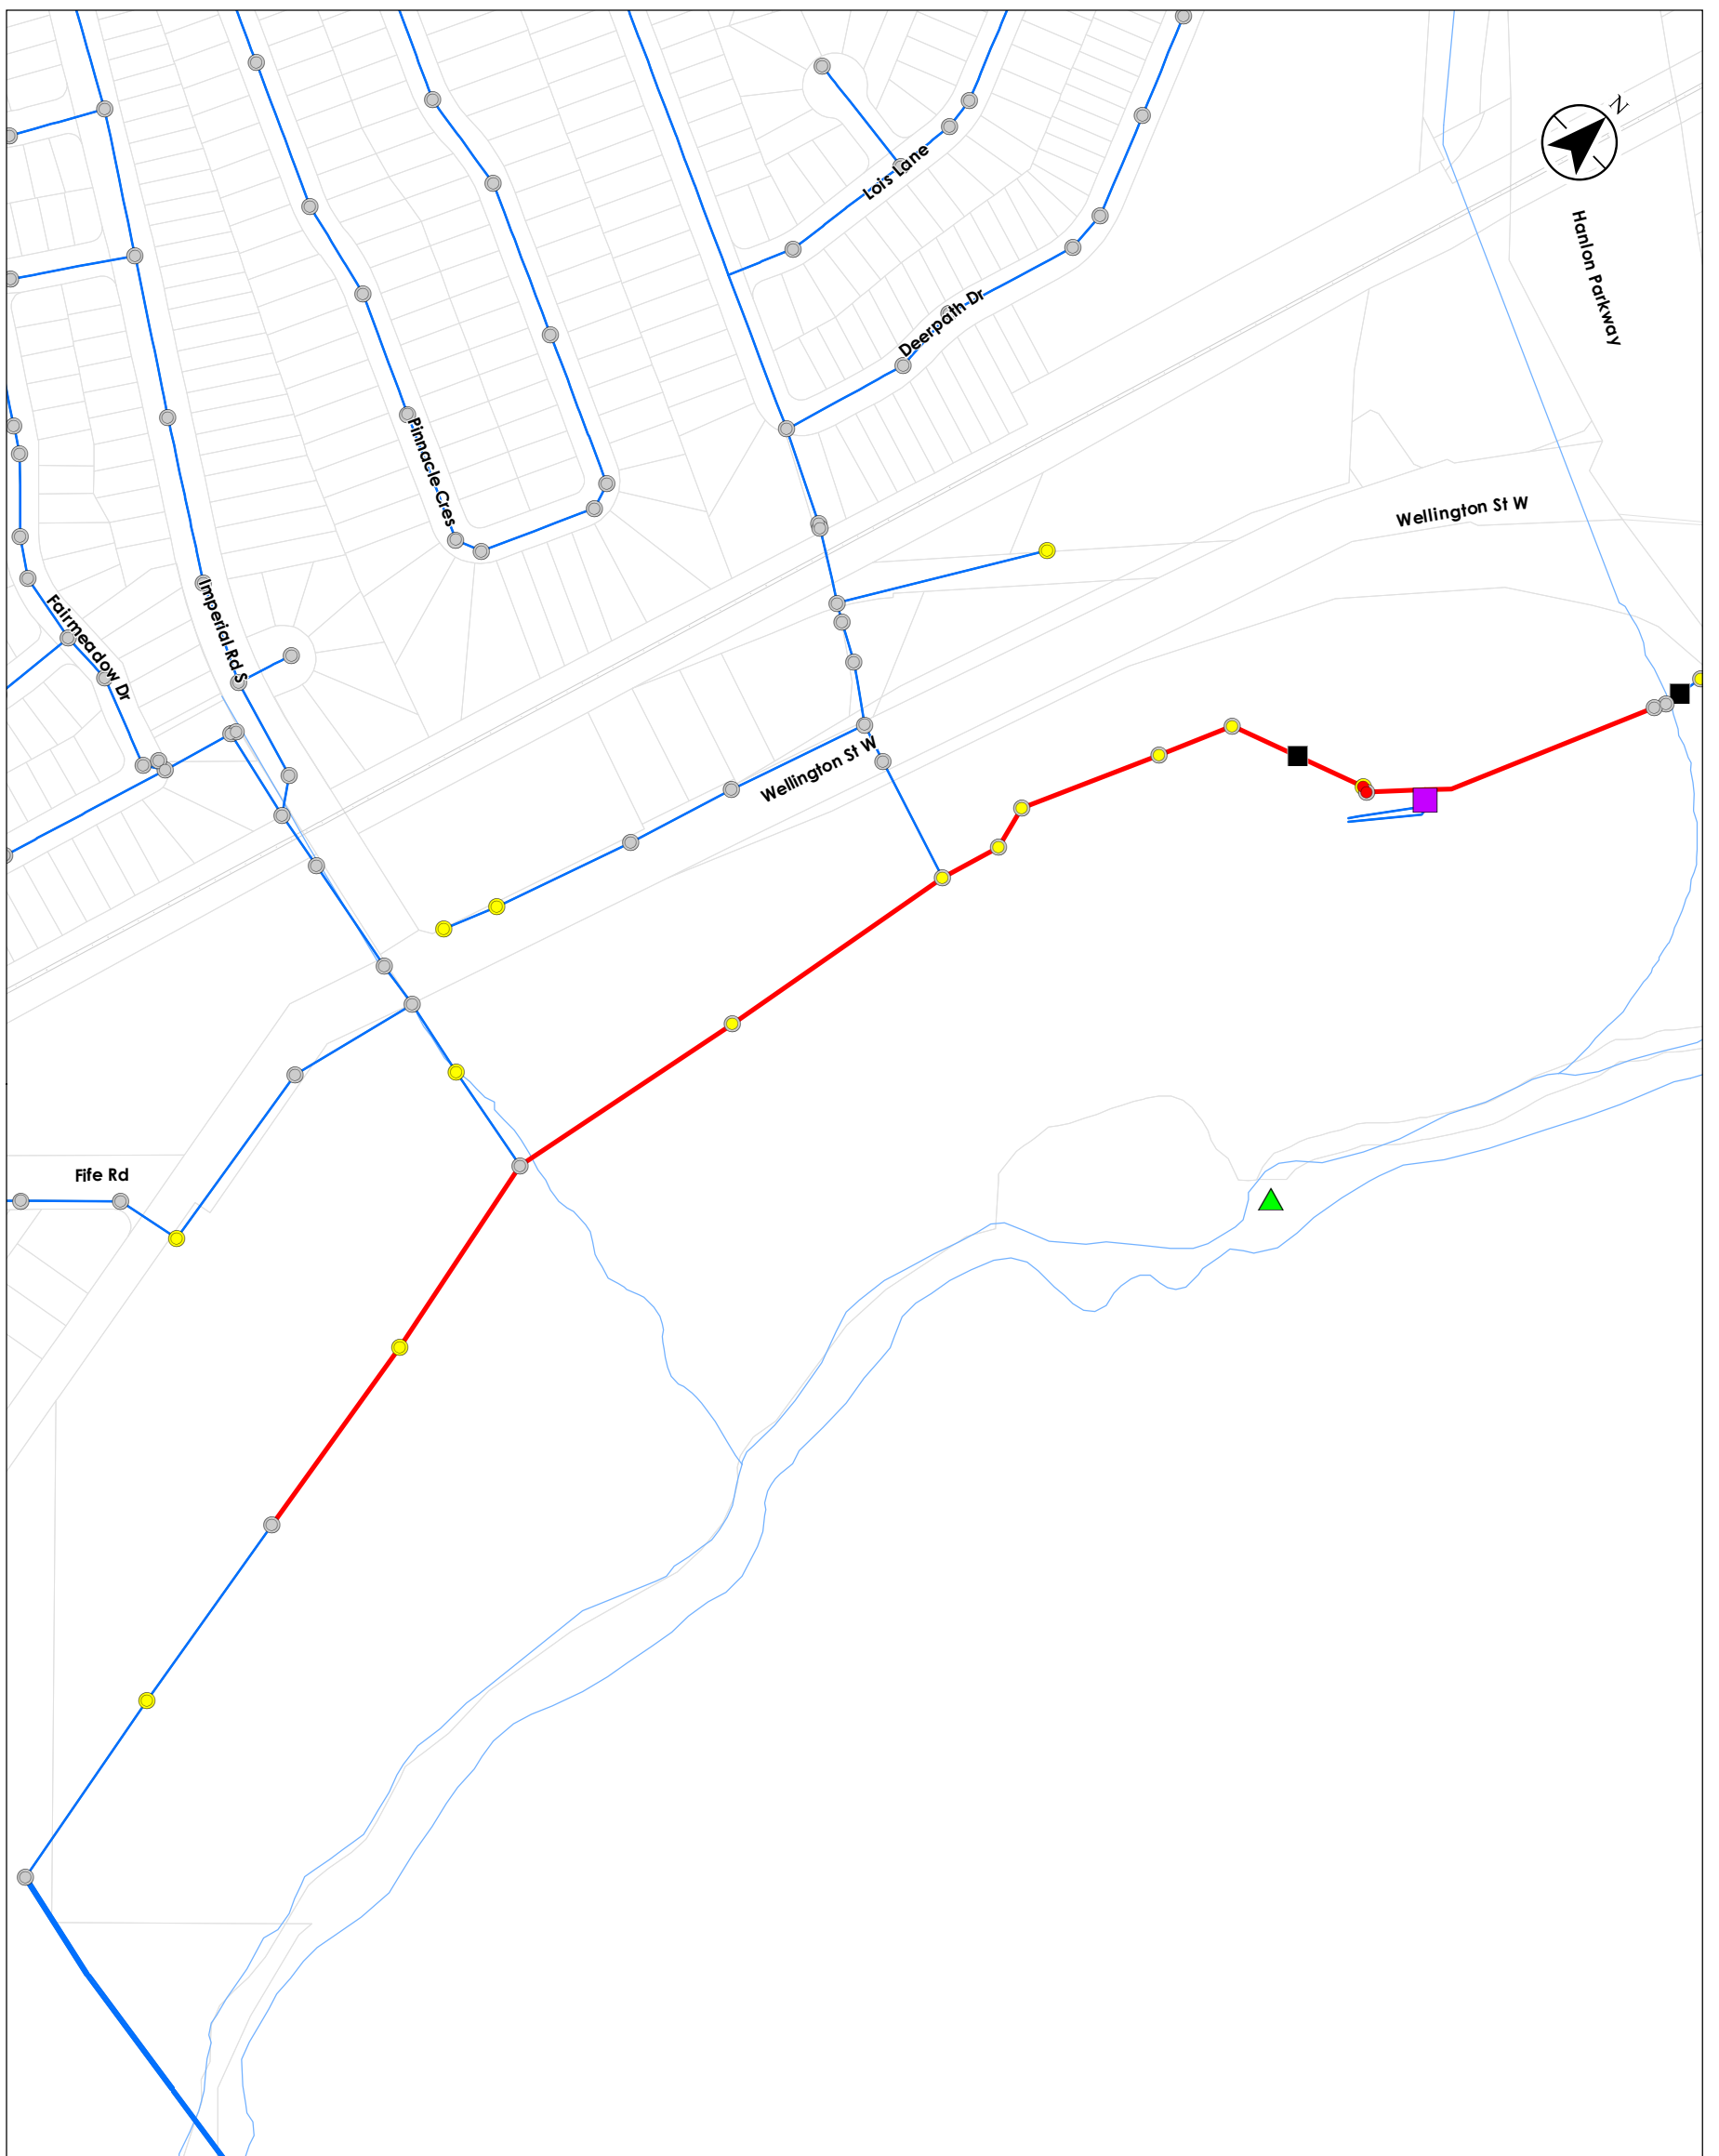 N
Lois Lane
Hanlon Parkway
Deerpath Dr
Pinnacle Cres
Wellington St W
Imperial Rd S
Fairmeadow Dr
Wellington St W
Fife Rd